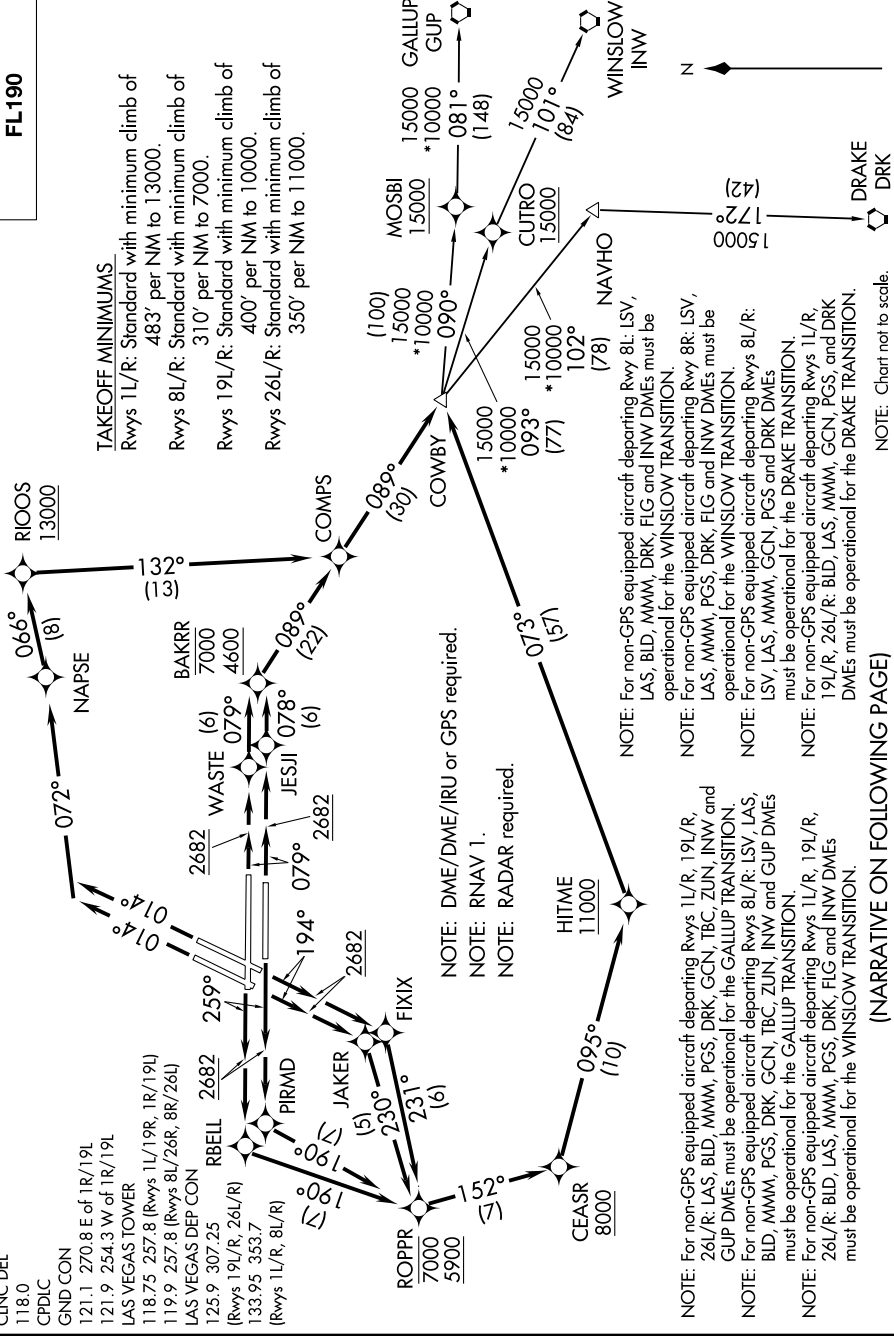 CLNC DEL
118.0
CPDLC
GND CON
121.1 270.8 E of 1R/19L
121.9 254.3 W of 1R/19L
LAS VEGAS TOWER
118.75 257.8 (Rwys 1L/19R, 1R/19L)
119.9 257.8 (Rwys 8L/26R, 8R/26L)
LAS VEGAS DEP CON
125.9 307.25
(Rwys 19L/R, 26L/R)
133.95 353.7
(Rwys 1L/R, 8L/R)
FL190
TAKEOFF MINIMUMS
Rwys 1L/R: Standard with minimum climb of
483' per NM to 13000.
Rwys 8L/R: Standard with minimum climb of
310' per NM to 7000.
Rwys 19L/R: Standard with minimum climb of
400' per NM to 10000.
Rwys 26L/R: Standard with minimum climb of
350' per NM to 11000.
RIOOS
13000
066°
(8)
NAPSE
072°
014°
014°
132°
(13)
COMPS
089°
(30)
BAKRR
7000
4600
089°
(22)
(6)
079°
WASTE
JESJI
078°
(6)
2682
2682
079°
194°
2682
259°
2682
RBELL
PIRMD
JAKER
FIXIX
190°
(7)
190°
(7)
(5)
230°
231°
(6)
ROPPR
7000
5900
152°
(7)
CEASR
8000
095°
(10)
HITME
11000
073°
(57)
COWBY
(100)
15000
*10000
090°
MOSBI
15000
15000
*10000
081°
(148)
GALLUP
GUP
15000
*10000
093°
(77)
CUTRO
15000
15000
101°
(84)
WINSLOW
INW
15000
*10000
102°
(78)
NAVHO
15000
172°
(42)
DRAKE
DRK
N
NOTE: DME/DME/IRU or GPS required.
NOTE: RNAV 1.
NOTE: RADAR required.
NOTE: For non-GPS equipped aircraft departing Rwys 1L/R, 19L/R,
26L/R: LAS, BLD, MMM, PGS, DRK, GCN, TBC, ZUN, INW and
GUP DMEs must be operational for the GALLUP TRANSITION.
NOTE: For non-GPS equipped aircraft departing Rwys 8L/R: LSV, LAS,
BLD, MMM, PGS, DRK, GCN, TBC, ZUN, INW and GUP DMEs
must be operational for the GALLUP TRANSITION.
NOTE: For non-GPS equipped aircraft departing Rwys 1L/R, 19L/R,
26L/R: BLD, LAS, MMM, PGS, DRK, FLG and INW DMEs
must be operational for the WINSLOW TRANSITION.
NOTE: For non-GPS equipped aircraft departing Rwy 8L: LSV,
LAS, BLD, MMM, DRK, FLG and INW DMEs must be
operational for the WINSLOW TRANSITION.
NOTE: For non-GPS equipped aircraft departing Rwy 8R: LSV,
LAS, MMM, PGS, DRK, FLG and INW DMEs must be
operational for the WINSLOW TRANSITION.
NOTE: For non-GPS equipped aircraft departing Rwys 8L/R:
LSV, LAS, MMM, GCN, PGS and DRK DMEs
must be operational for the DRAKE TRANSITION.
NOTE: For non-GPS equipped aircraft departing Rwys 1L/R,
19L/R, 26L/R: BLD, LAS, MMM, GCN, PGS, and DRK
DMEs must be operational for the DRAKE TRANSITION.
NOTE: Chart not to scale.
(NARRATIVE ON FOLLOWING PAGE)